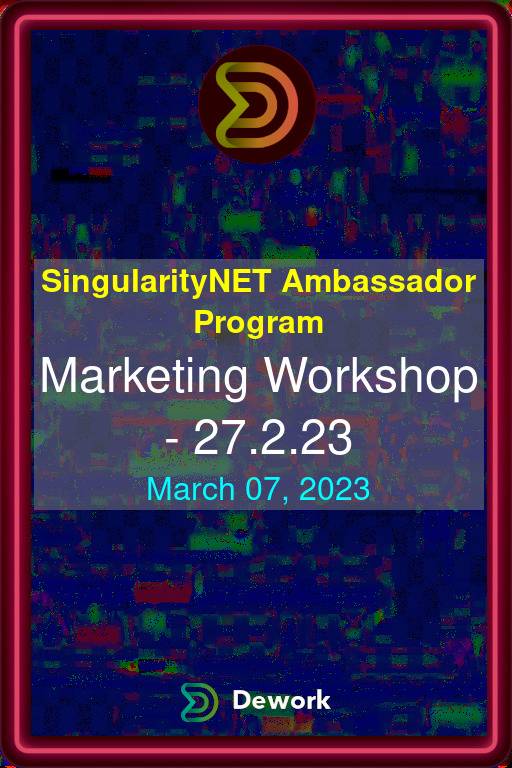 SingularityNET Ambassador
Program
Marketing Workshop
- 27.2.23
March 07, 2023
Dework